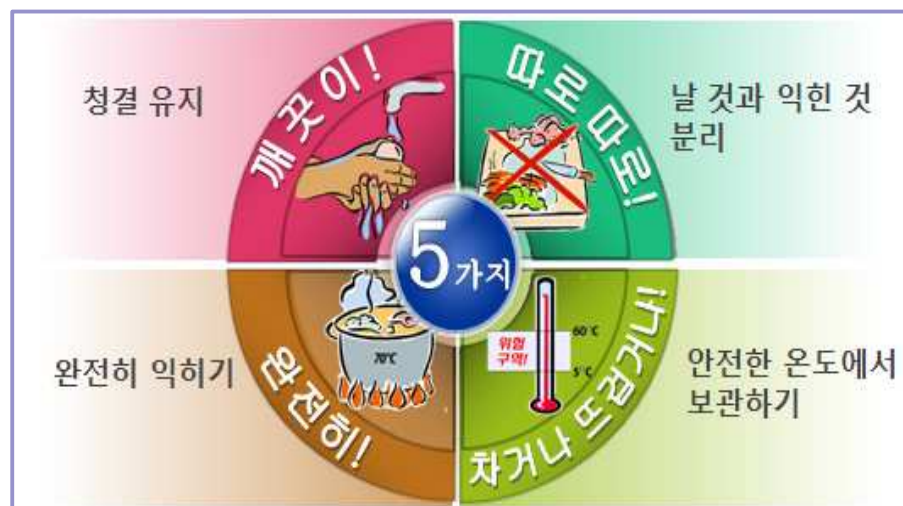 청결 유지
깨끗이!
따로 따로!
날 것과 익힌 것
분리
5가지
완전히 익히기
완전히!
70℃
위험
구역!
60℃
5℃
차거나 뜨겁거나!
안전한 온도에서
보관하기